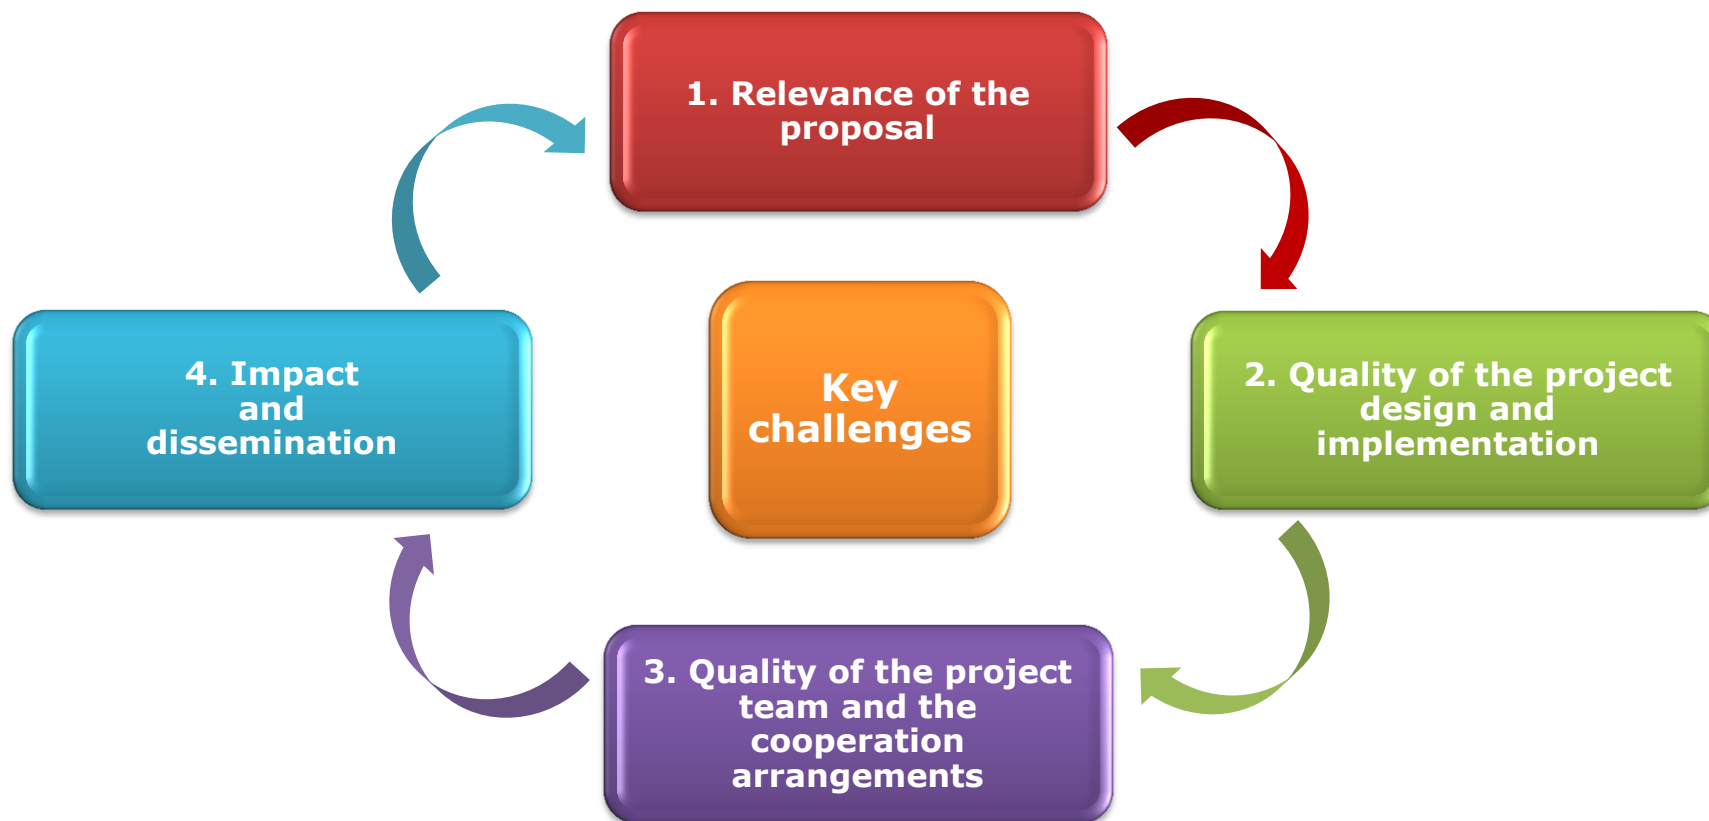 1. Relevance of the
proposal
2. Quality of the project
design and
implementation
3. Quality of the project
team and the
cooperation
arrangements
4. Impact
and
dissemination
Key
challenges